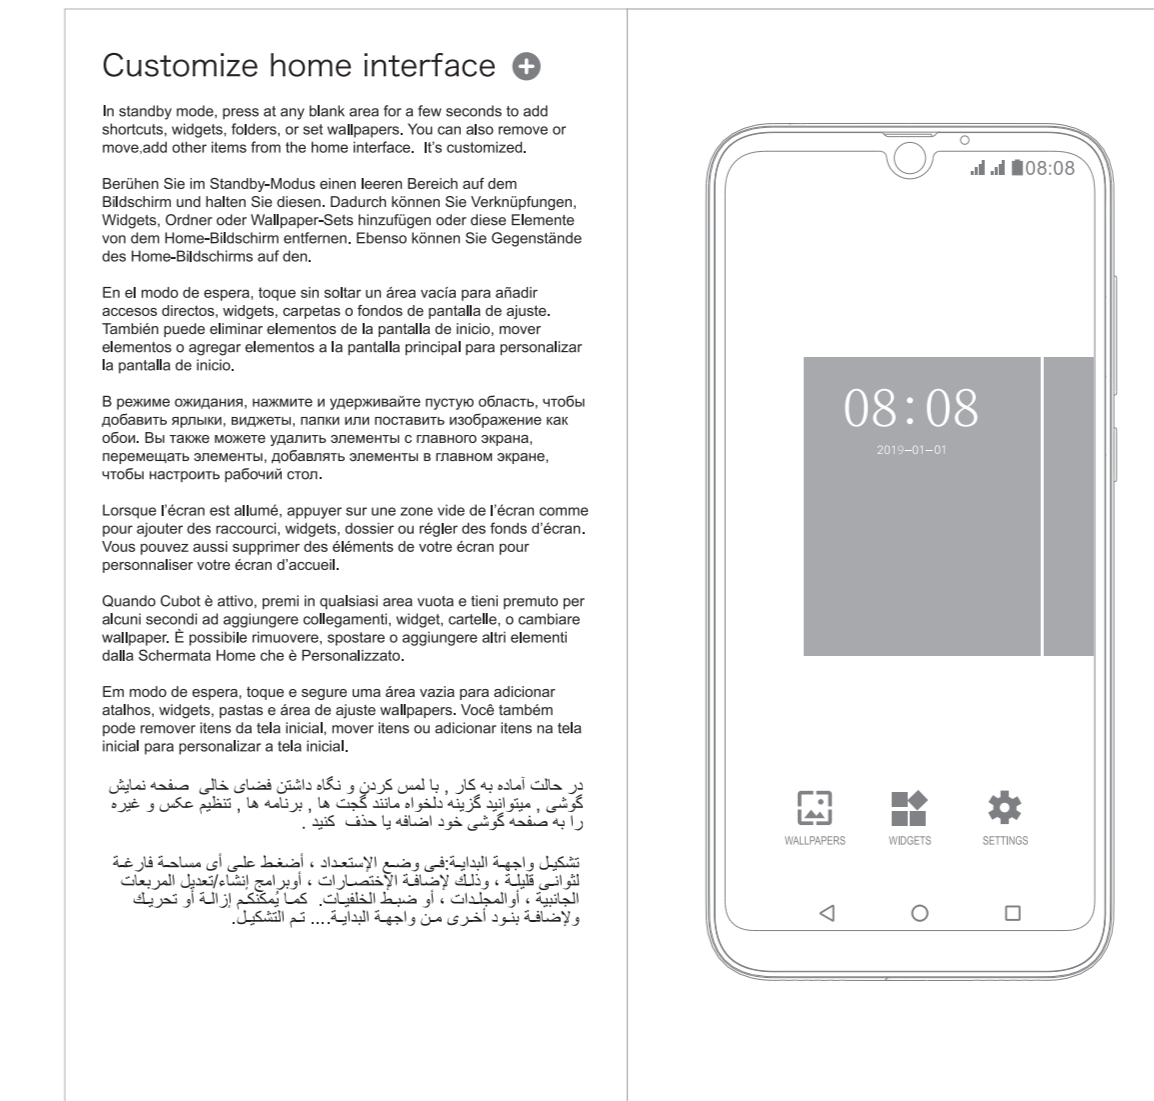 Customize home interface
In standby mode, press at any blank area for a few seconds to add
shortcuts, widgets, folders, or set wallpapers. You can also remove or
move,add other items from the home interface. It's customized.
Berühen Sie im Standby-Modus einen leeren Bereich auf dem
Bildschirm und halten Sie diesen. Dadurch können Sie Verknüpfungen,
Widgets, Ordner oder Wallpaper-Sets hinzufügen oder diese Elemente
von dem Home-Bildschirm entfernen. Ebenso können Sie Gegenstände
des Home-Bildschirms auf den.
En el modo de espera, toque sin soltar un área vacía para añadir
accesos directos, widgets, carpetas o fondos de pantalla de ajuste.
También puede eliminar elementos de la pantalla de inicio, mover
elementos o agregar elementos a la pantalla principal para personalizar
la pantalla de inicio.
В режиме ожидания, нажмите и удерживайте пустую область, чтобы
добавить ярлыки, виджеты, папки или поставить изображение как
обои. Вы также можете удалить элементы с главного экрана,
перемещать элементы, добавлять элементы в главном экране,
чтобы настроить рабочий стол.
Lorsque l'écran est allumé, appuyer sur une zone vide de l'écran comme
pour ajouter des raccourci, widgets, dossier ou régler des fonds d'écran.
Vous pouvez aussi supprimer des éléments de votre écran pour
personnaliser votre écran d'accueil.
Quando Cubot è attivo, premi in qualsiasi area vuota e tieni premuto per
alcuni secondi ad aggiungere collegamenti, widget, cartelle, o cambiare
wallpaper. È possibile rimuovere, spostare o aggiungere altri elementi
dalla Schermata Home che è Personalizzato.
Em modo de espera, toque e segure uma área vazia para adicionar
atalhos, widgets, pastas e área de ajuste wallpapers. Você também
pode remover itens da tela inicial, mover itens ou adicionar itens na tela
inicial para personalizar a tela inicial.
در حالت آماده به کار , با لمس کردن و نگاه داشتن فضای خالی صفحه نمایش
گوشی , میتوانید گزینه دلخواه مانند گجت ها , برنامه ها , تنظیم عکس و غیره
را به صفحه گوشی خود اضافه یا حذف کنید .
تشكيل واجهة البداية:فى وضع الإستعداد ، أضغط على أى مساحة فارغة
لثوانى قليلة ، وذلك لإضافة الإختصارات ، أوبرامج إنشاء/تعديل المربعات
الجانبية ، أوالمجلدات ، أو ضبط الخلفيات. كما يُمكنكم إزالة أو تحريك
ولإضافة بنود أخرى من واجهة البداية.... تم التشكيل.
08:08
08:08
2019-01-01
WALLPAPERS WIDGETS SETTINGS